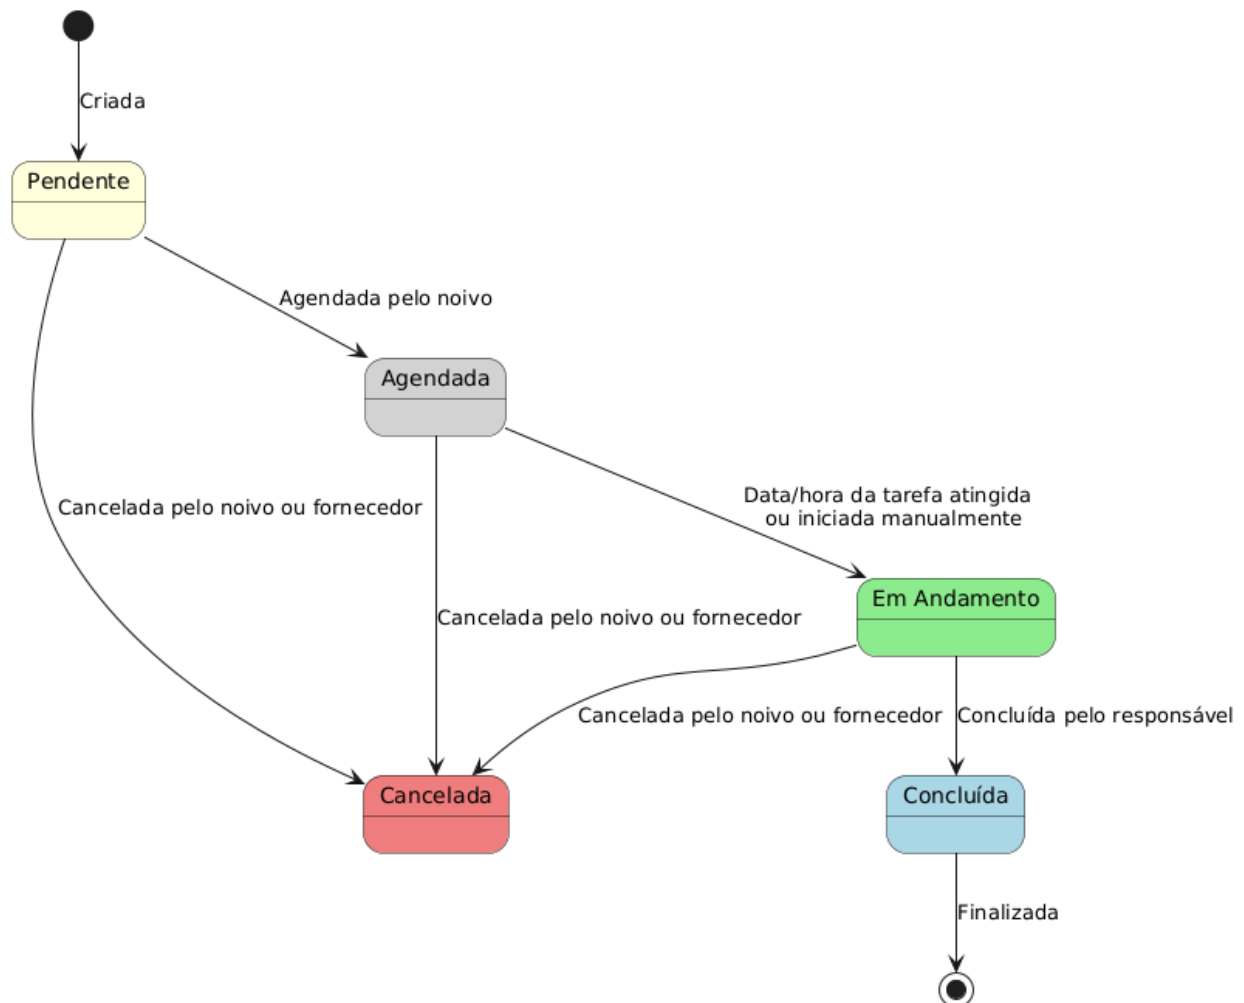 Criada
Pendente
Agendada pelo noivo
Agendada
Data/hora da tarefa atingida
ou iniciada manualmente
Cancelada pelo noivo ou fornecedor
Em Andamento
Cancelada pelo noivo ou fornecedor
Cancelada pelo noivo ou fornecedor
Concluída pelo responsável
Cancelada
Concluída
Finalizada